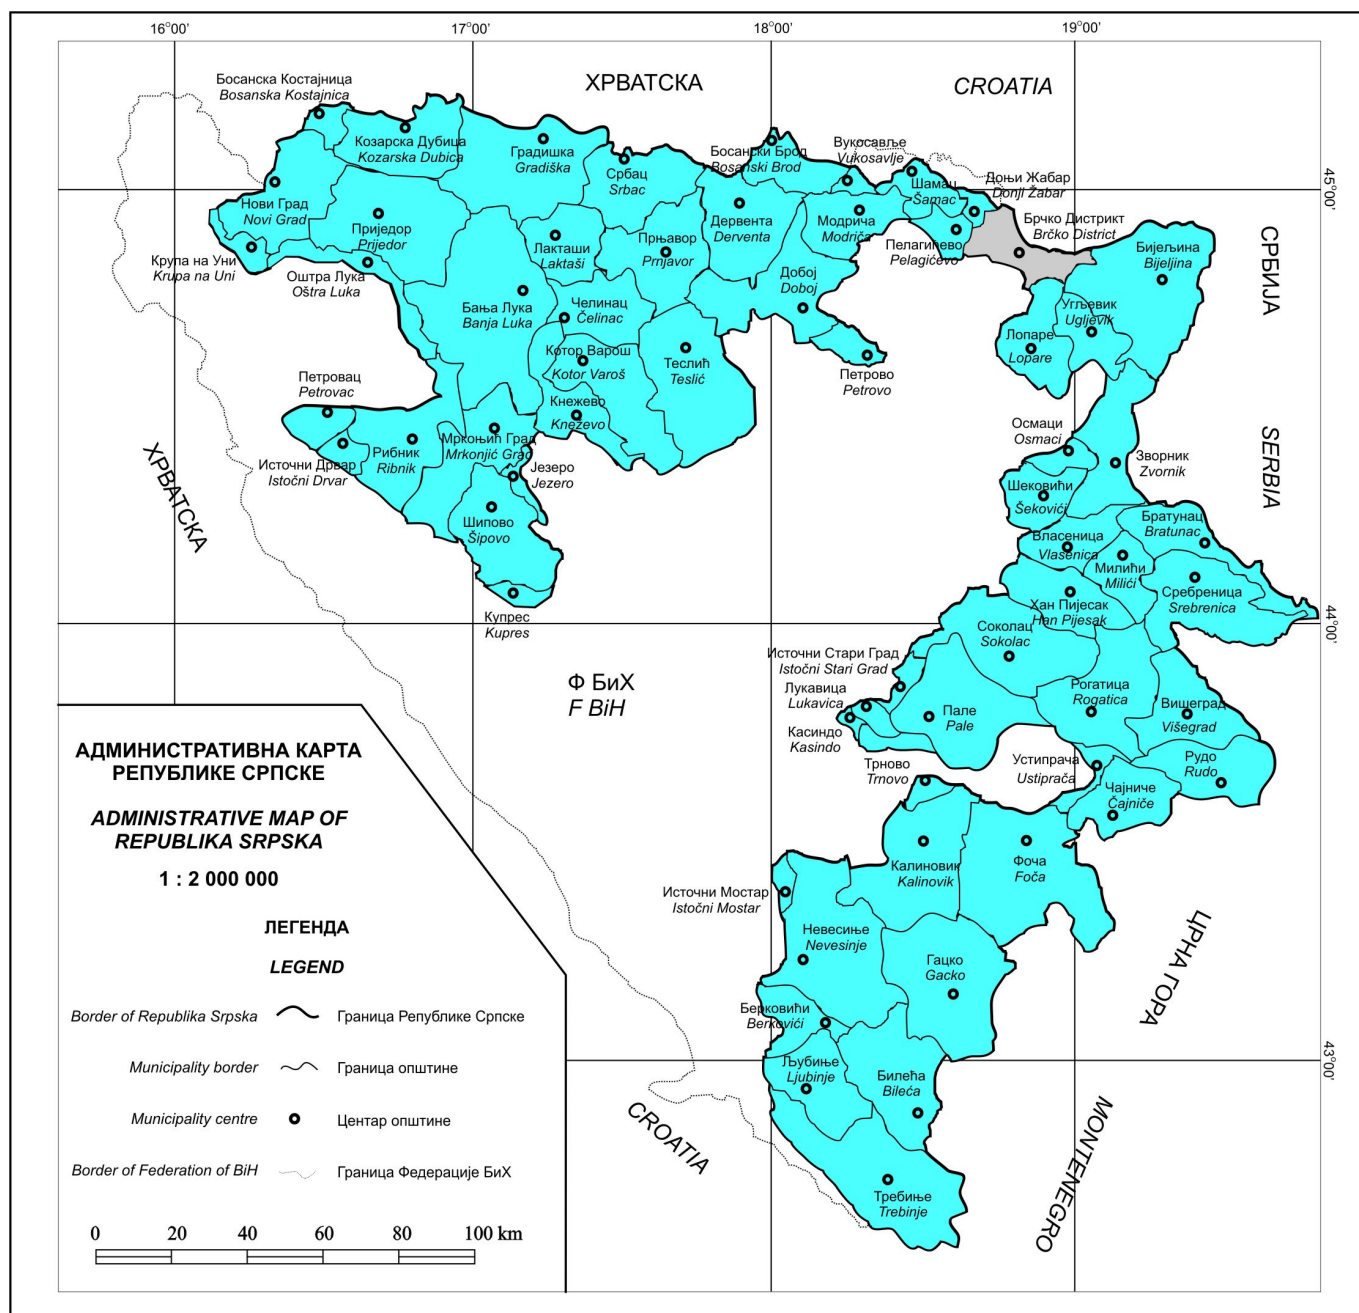 16°00'
17°00'
18°00'
19°00'
ХРВАТСКА
CROATIA
Босанска Костајница
Bosanska Kostajnica
Козарска Дубица
Kozarska Dubica
Градишка
Gradiška
Србац
Srbac
Босански Брод
Bosanski Brod
Вукосавље
Vukosavlje
Шамац
Šamac
Доњи Жабар
Donji Žabar
45°00'
Нови Град
Novi Grad
Приједор
Prijedor
Лакташи
Laktaši
Прњавор
Prnjavor
Дервента
Derventa
Модрича
Modriča
Пелагићево
Pelagićevo
Брчко Дистрикт
Brčko District
Бијељина
Bijeljina
СРБИЈА
Крупа на Уни
Krupa na Uni
Оштра Лука
Oštra Luka
Бања Лука
Banja Luka
Челинац
Čelinac
Добој
Doboj
Угљевик
Ugljevik
Лопаре
Lopare
Котор Варош
Kotor Varoš
Теслић
Teslić
Петрово
Petrovo
Петровац
Petrovac
Кнежево
Kneževo
Осмаци
Osmaci
SERBIA
ХРВАТСКА
Источни Дрвар
Istočni Drvar
Рибник
Ribnik
Мркоњић Град
Mrkonjić Grad
Језеро
Jezero
Зворник
Zvornik
Шековићи
Šekovići
Шипово
Šipovo
Братунац
Bratunac
Власеница
Vlasenica
Милићи
Milići
Сребреница
Srebrenica
Хан Пијесак
Han Pijesak
Купрес
Kupres
44°00'
Соколац
Sokolac
Источни Стари Град
Istočni Stari Grad
Ф БиХ
F BiH
Лукавица
Lukavica
Касиндо
Kasindo
Пале
Pale
Рогатица
Rogatica
Вишеград
Višegrad
Трново
Trnovo
Устипрача
Ustiprača
Рудо
Rudo
Чајниче
Čajniče
Калиновик
Kalinovik
Фоча
Foča
Источни Мостар
Istočni Mostar
Невесиње
Nevesinje
Гацко
Gacko
ЦРНА ГОРА
Берковићи
Berkovići
43°00'
Љубиње
Ljubinje
Билећа
Bileća
CROATIA
MONTENEGRO
Требиње
Trebinje
АДМИНИСТРАТИВНА КАРТА
РЕПУБЛИКЕ СРПСКЕ
ADMINISTRATIVE MAP OF
REPUBLIKA SRPSKA
1 : 2 000 000
ЛЕГЕНДА
LEGEND
Border of Republika Srpska Граница Републике Српске
Municipality border Граница општине
Municipality centre Центар општине
Border of Federation of BiH Граница Федерације БиХ
0 20 40 60 80 100 km